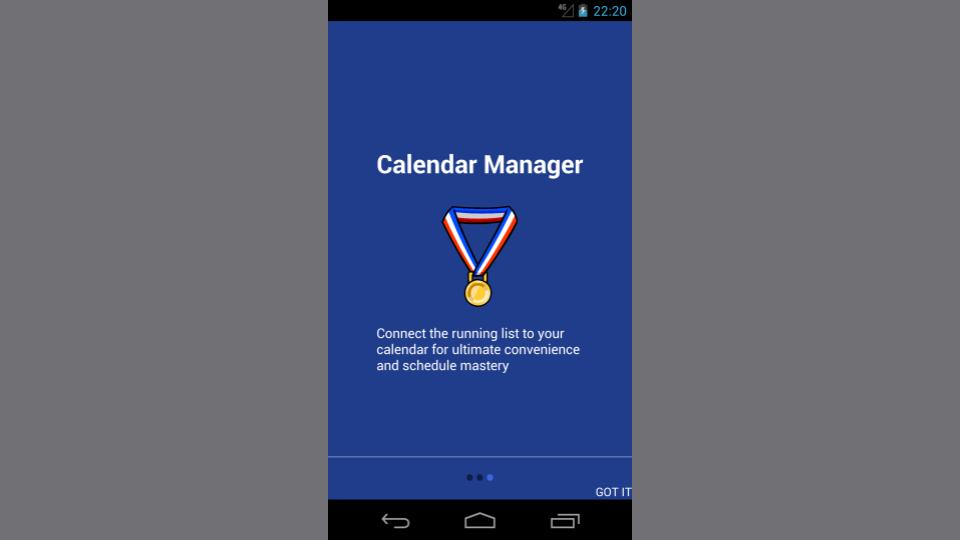 4G 22:20
Calendar Manager
Connect the running list to your
calendar for ultimate convenience
and schedule mastery
GOT IT